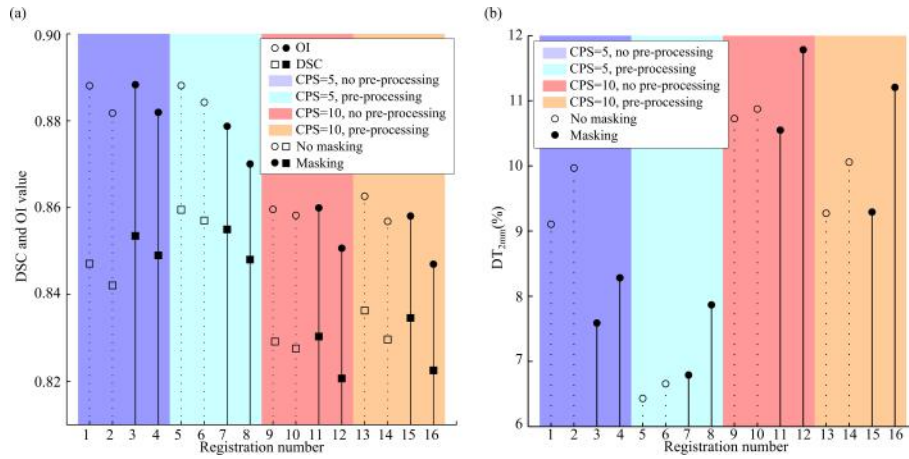 (a)
0.90
0.88
0.86
0.84
0.82
DSC and OI value
OI
DSC
CPS=5, no pre-processing
CPS=5, pre-processing
CPS=10, no pre-processing
CPS=10, pre-processing
No masking
Masking
1 2 3 4 5 6 7 8 9 10 11 12 13 14 15 16
Registration number
(b)
12
11
10
9
8
7
6
DT2mm(%)
CPS=5, no pre-processing
CPS=5, pre-processing
CPS=10, no pre-processing
CPS=10, pre-processing
No masking
Masking
1 2 3 4 5 6 7 8 9 10 11 12 13 14 15 16
Registration number